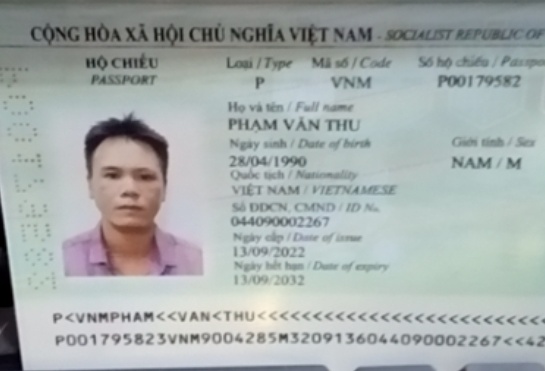 CỘNG HÒA XÃ HỘI CHỦ NGHĨA VIỆT NAM - SOCIALIST REPUBLIC OF
HỘ CHIẾU
PASSPORT
Loại / Type Mã số / Code Số hộ chiếu /
P VNM P00179582
Họ và tên / Full name
PHẠM VĂN THU
Ngày sinh / Date of birth Giới tính / Sex
28/04/1990 NAM / M
Quốc tịch / Nationality
VIỆT NAM / VIETNAMESE
Số ĐDCN, CMND / ID No.
044090002267
Ngày cấp / Date of issue
13/09/2022
Ngày hết hạn / Date of expiry
13/09/2032
P<VNMPHAM<<VAN<THU<<<<<<<<<<<<<<<<<<<<<<<
P001795823VNM9004285M3209136044090002267<<42